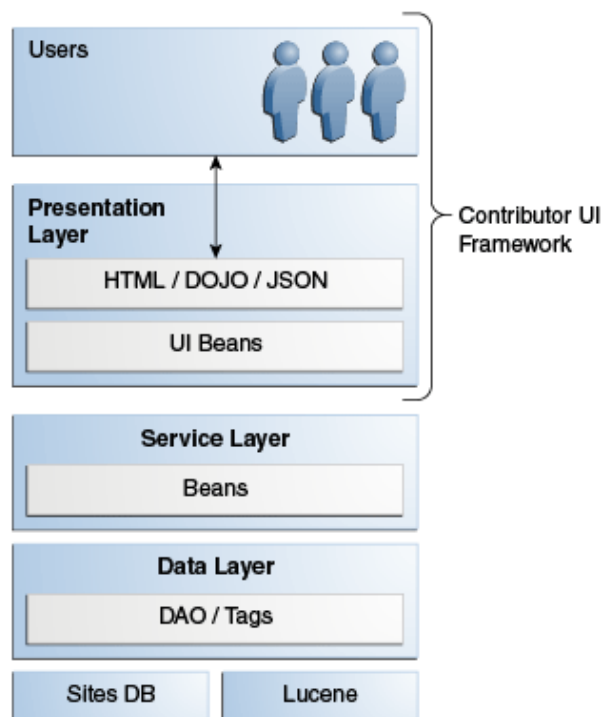 Users
Presentation
Layer
HTML / DOJO / JSON
UI Beans
Contributor UI
Framework
Service Layer
Beans
Data Layer
DAO / Tags
Sites DB
Lucene